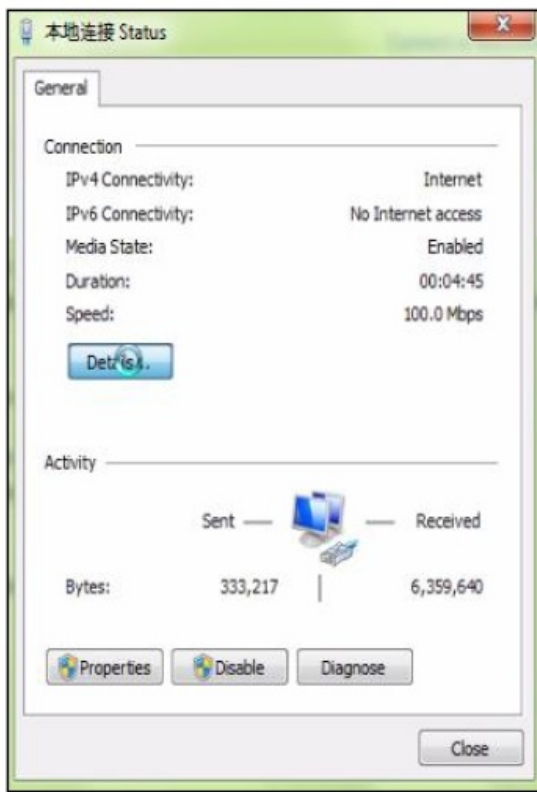 本地连接 Status
General
Connection
IPv4 Connectivity: Internet
IPv6 Connectivity: No Internet access
Media State: Enabled
Duration: 00:04:45
Speed: 100.0 Mbps
Details...
Activity
Sent Received
Bytes: 333,217 6,359,640
Properties Disable Diagnose
Close